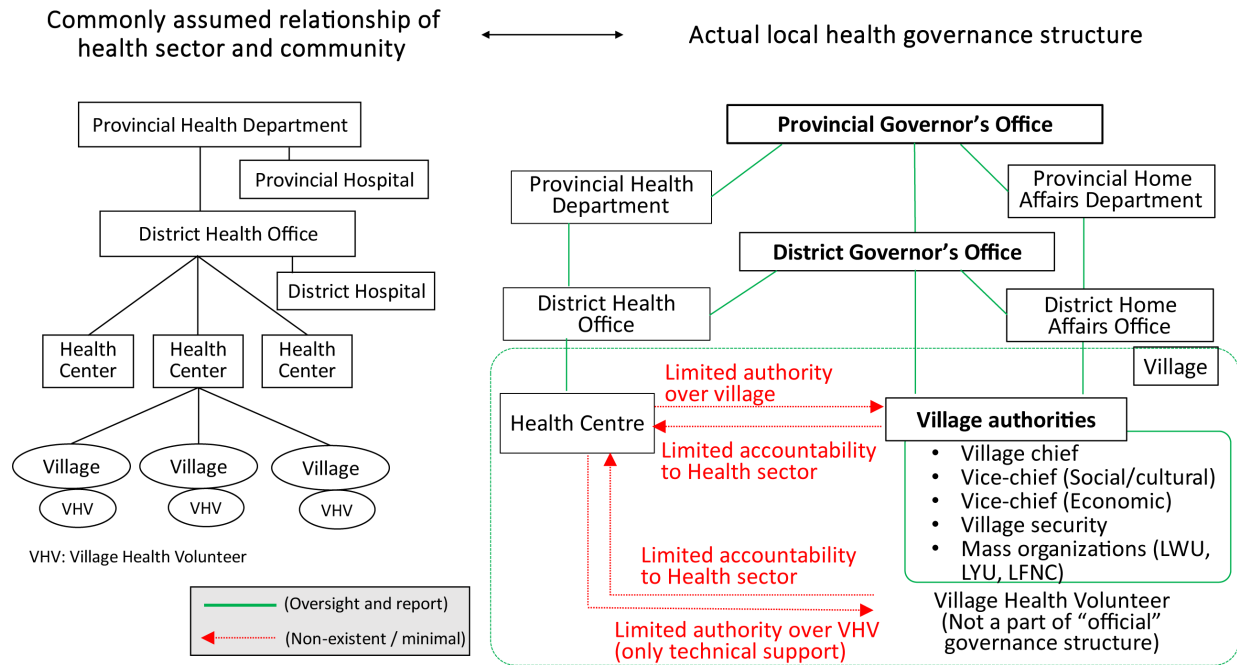 Commonly assumed relationship of
health sector and community
Actual local health governance structure
Provincial Health Department
Provincial Hospital
District Health Office
District Hospital
Health
Center
Health
Center
Health
Center
Village
Village
Village
VHV
VHV
VHV
VHV: Village Health Volunteer
(Oversight and report)
(Non-existent / minimal)
Provincial Governor's Office
Provincial Health
Department
Provincial Home
Affairs Department
District Governor's Office
District Health
Office
District Home
Affairs Office
Village
Limited authority
over village
Health Centre
Village authorities
Limited accountability
to Health sector
• Village chief
• Vice-chief (Social/cultural)
• Vice-chief (Economic)
• Village security
• Mass organizations (LWU,
LYU, LFNC)
Limited accountability
to Health sector
Village Health Volunteer
(Not a part of “official”
governance structure)
Limited authority over VHV
(only technical support)